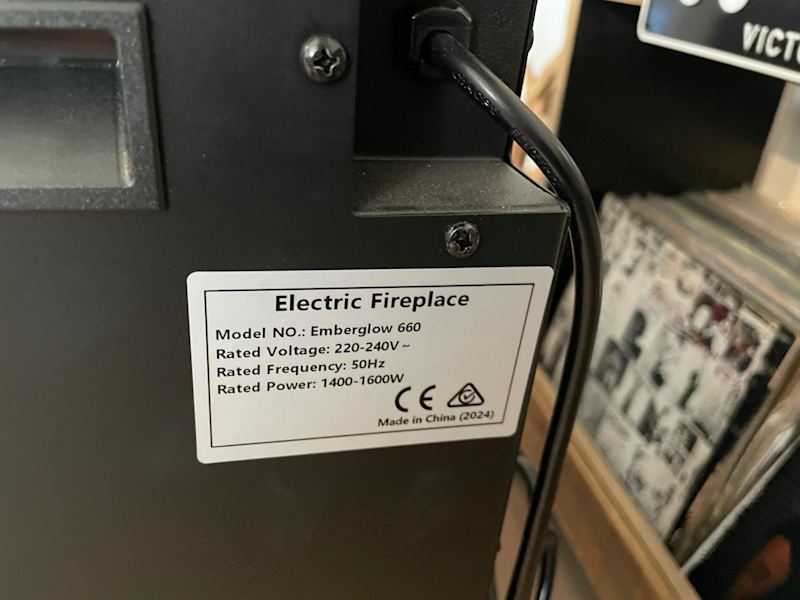 VICTO
Electric Fireplace
Model NO.: Emberglow 660
Rated Voltage: 220-240V~
Rated Frequency: 50Hz
Rated Power: 1400-1600W
CE
Made in China (2024)